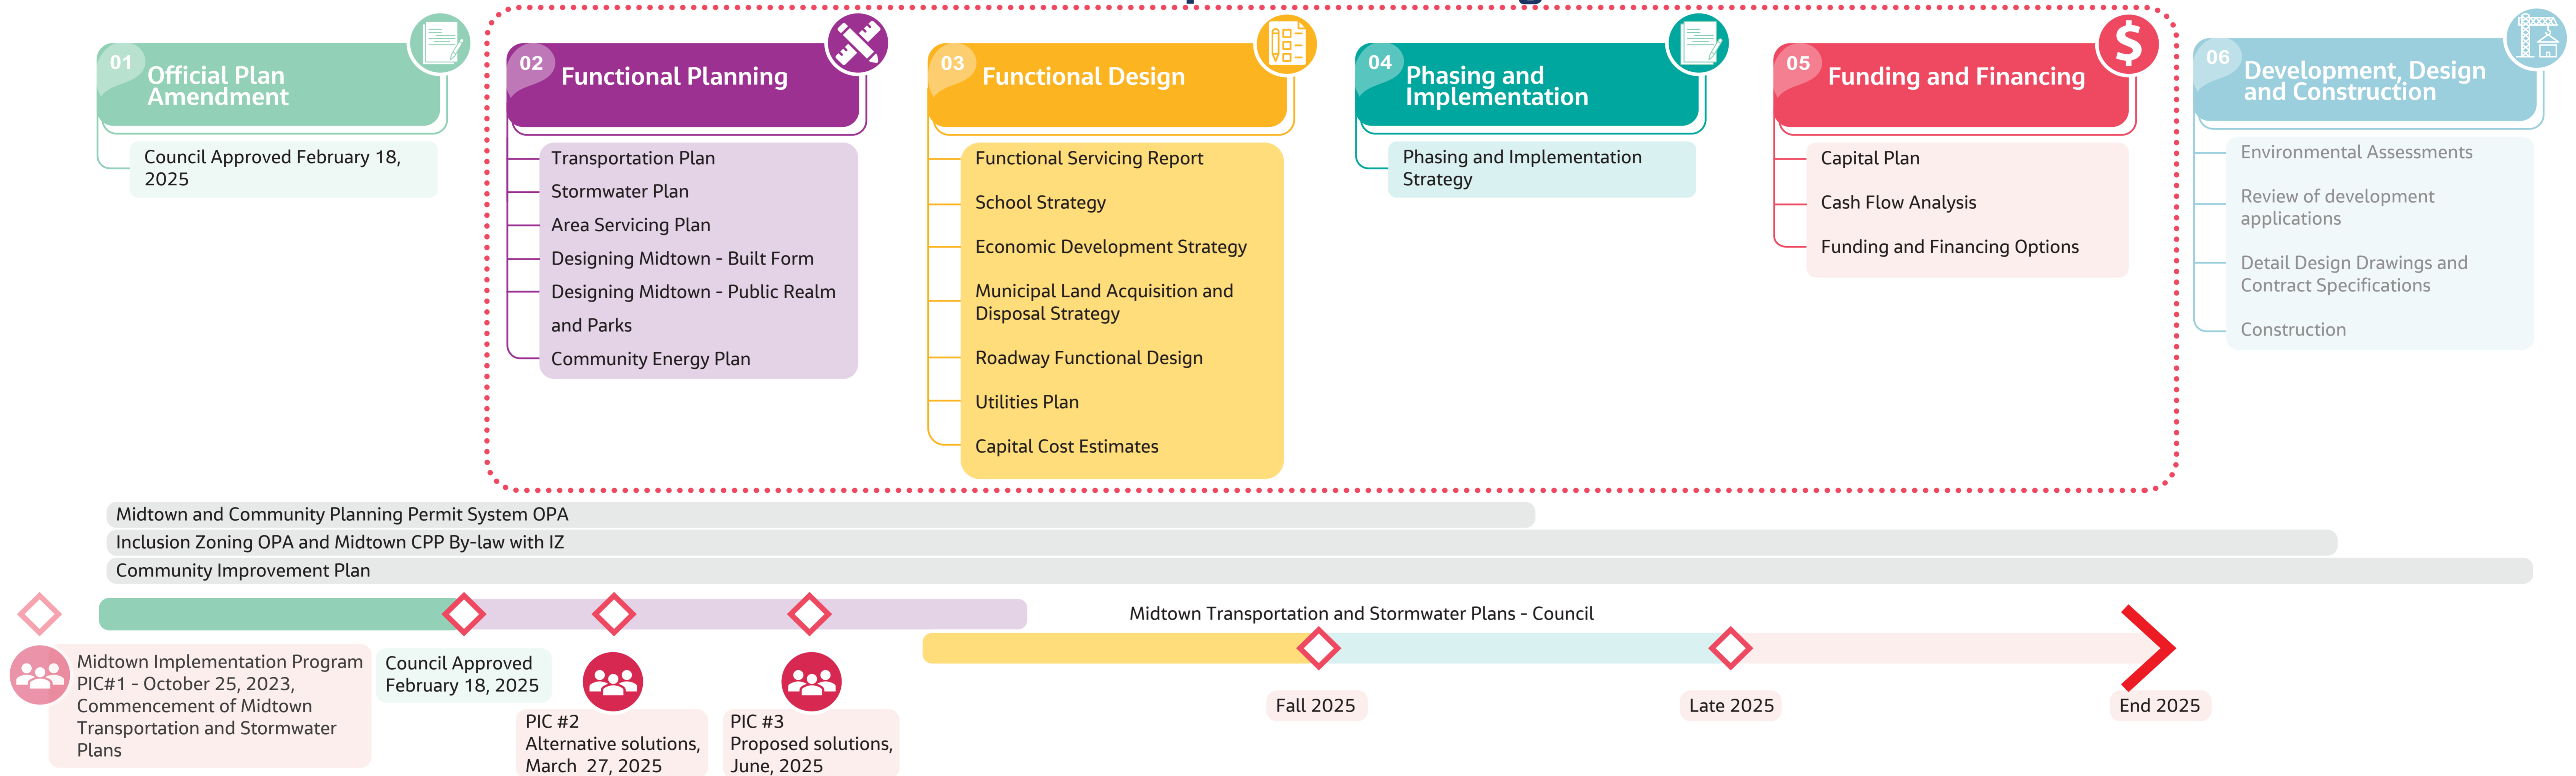 01
Official Plan
Amendment
Council Approved February 18,
2025
02
Functional Planning
Transportation Plan
Stormwater Plan
Area Servicing Plan
Designing Midtown - Built Form
Designing Midtown - Public Realm
and Parks
Community Energy Plan
03
Functional Design
Functional Servicing Report
School Strategy
Economic Development Strategy
Municipal Land Acquisition and
Disposal Strategy
Roadway Functional Design
Utilities Plan
Capital Cost Estimates
04
Phasing and
Implementation
Phasing and Implementation
Strategy
05
Funding and Financing
$
Capital Plan
Cash Flow Analysis
Funding and Financing Options
06
Development, Design
and Construction
Environmental Assessments
Review of development
applications
Detail Design Drawings and
Contract Specifications
Construction
Midtown and Community Planning Permit System OPA
Inclusion Zoning OPA and Midtown CPP By-law with IZ
Community Improvement Plan
Midtown Transportation and Stormwater Plans - Council
Midtown Implementation Program
PIC#1 - October 25, 2023,
Commencement of Midtown
Transportation and Stormwater
Plans
Council Approved
February 18, 2025
PIC #2
Alternative solutions,
March 27, 2025
PIC #3
Proposed solutions,
June, 2025
Fall 2025
Late 2025
End 2025